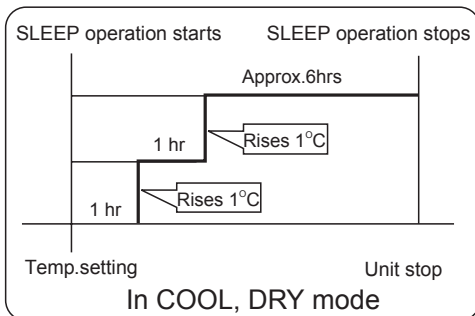 SLEEP operation starts
SLEEP operation stops
Approx.6hrs
1 hr
Rises 1°C
1 hr
Rises 1°C
Temp.setting
Unit stop
In COOL, DRY mode